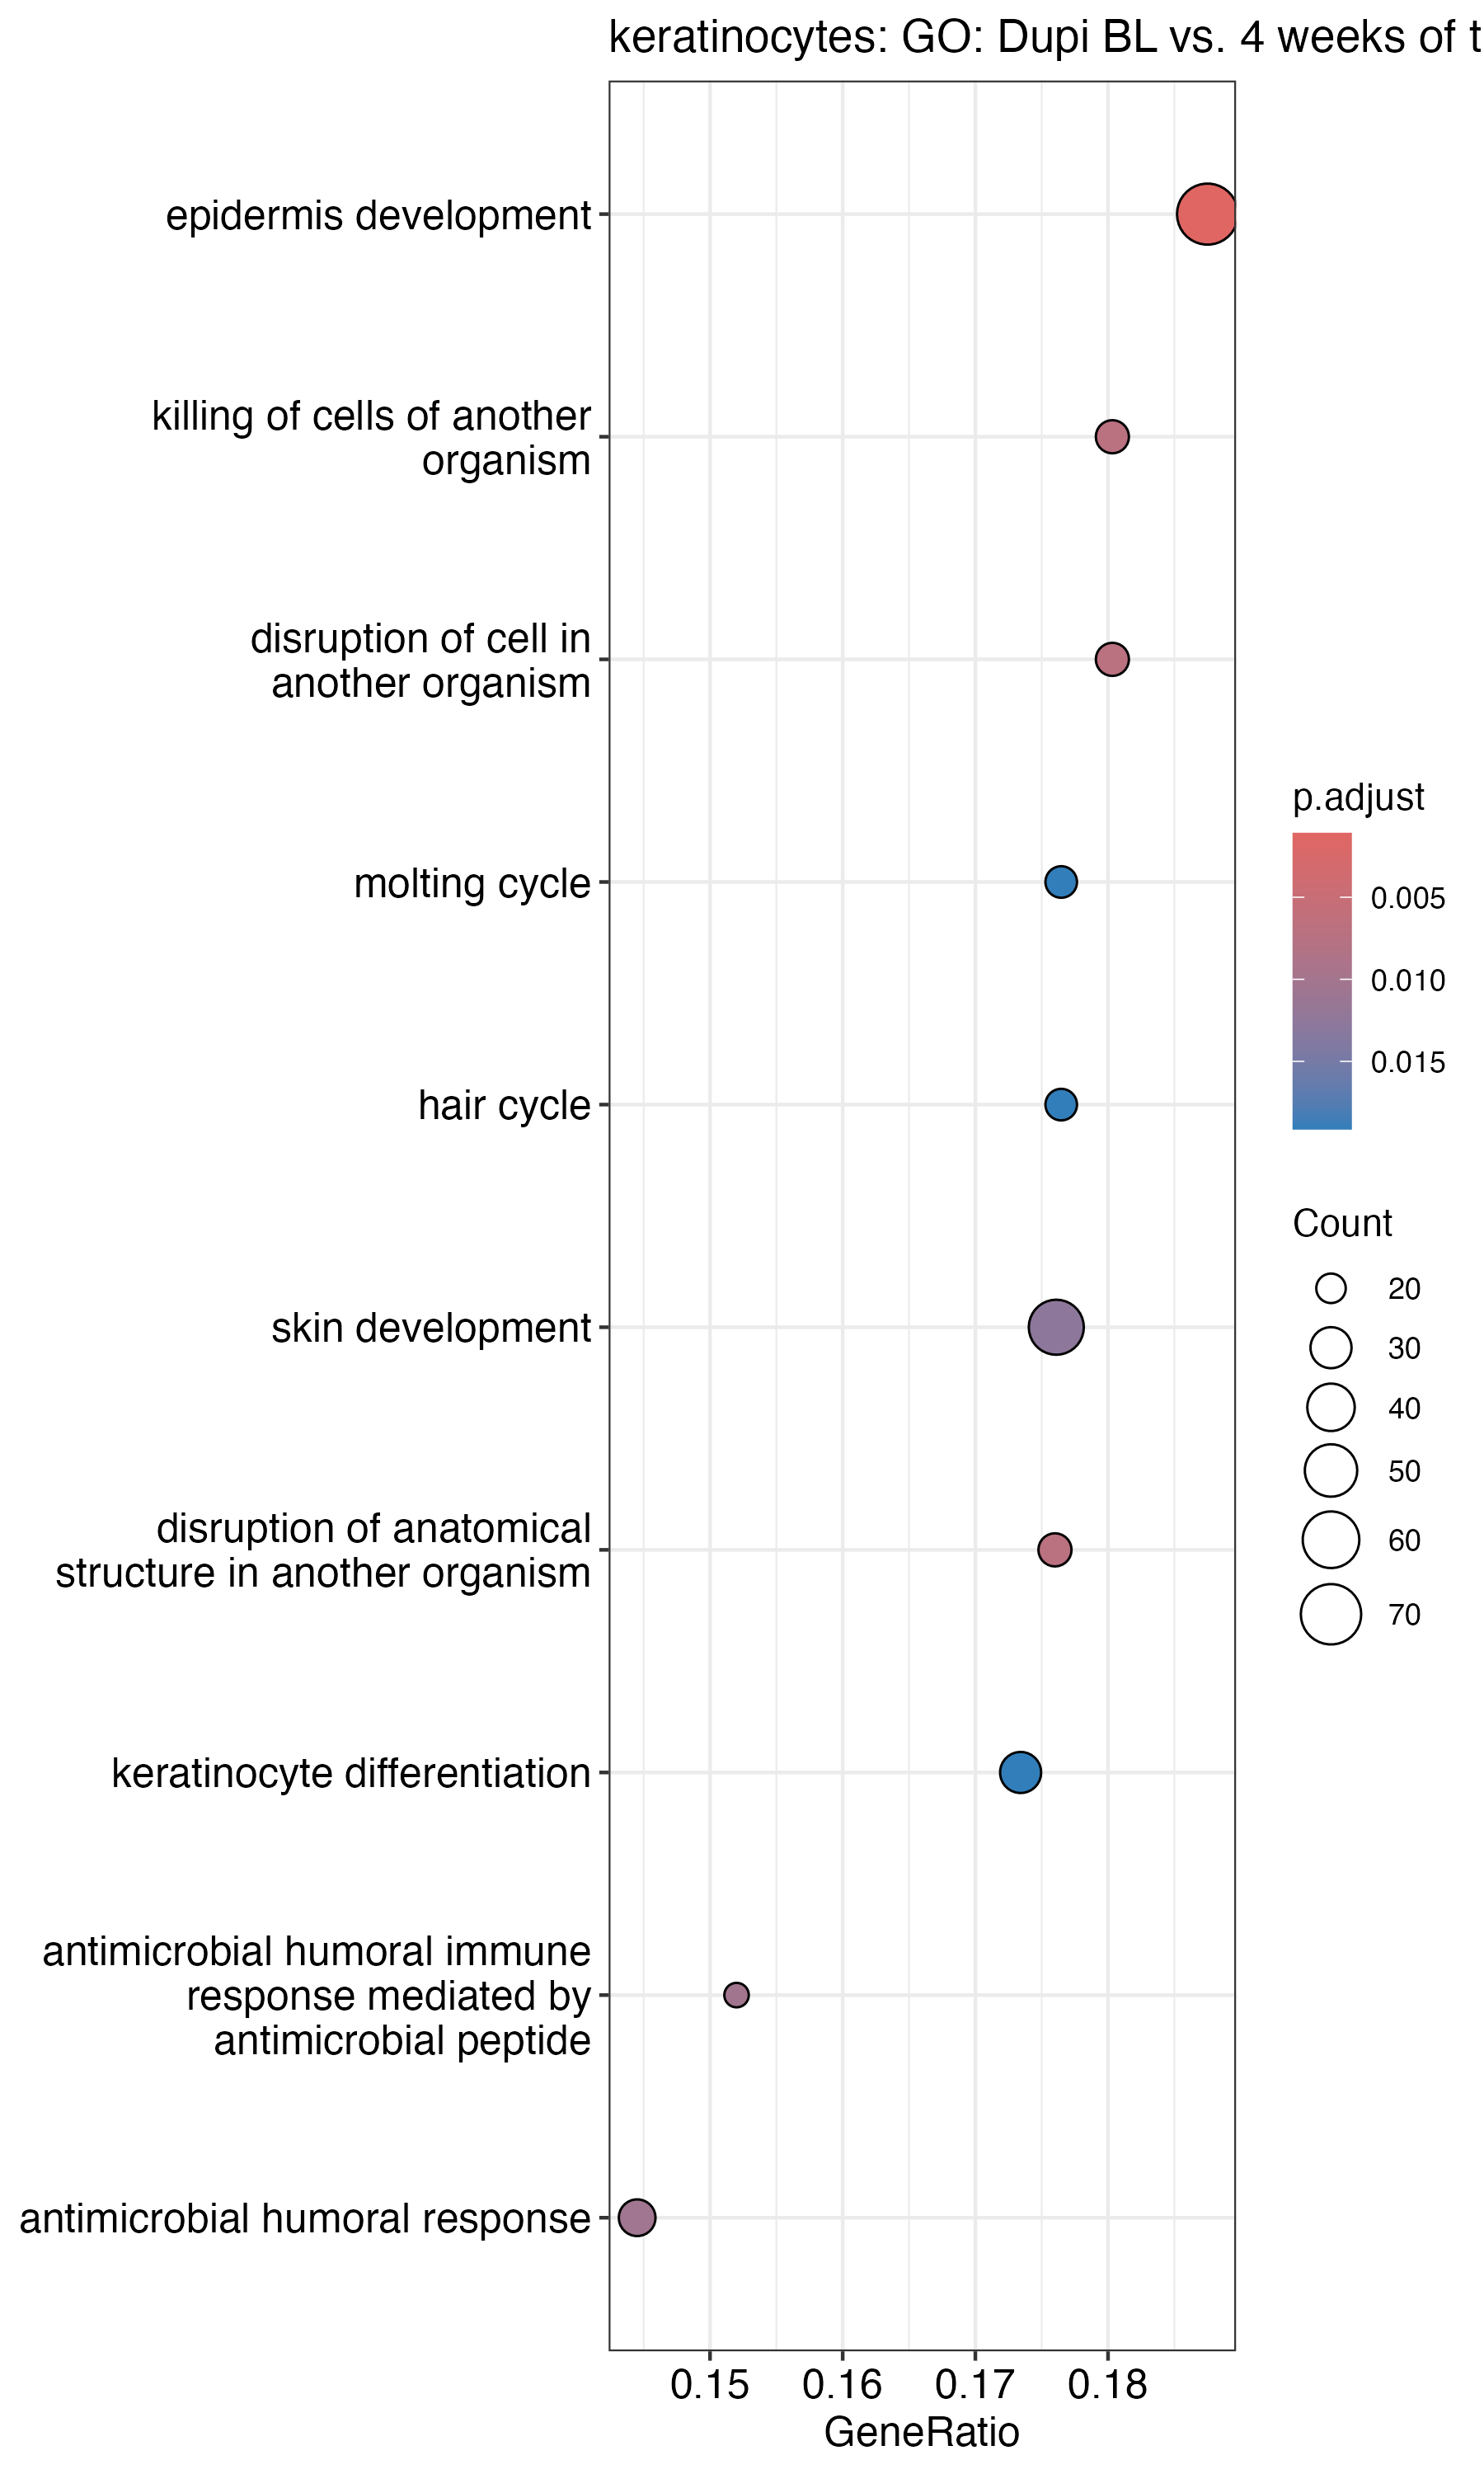 keratinocytes: GO: Dupi BL vs. 4 weeks of t
epidermis development
killing of cells of another
organism
disruption of cell in
another organism
molting cycle
hair cycle
skin development
disruption of anatomical
structure in another organism
keratinocyte differentiation
antimicrobial humoral immune
response mediated by
antimicrobial peptide
antimicrobial humoral response
0.15 0.16 0.17 0.18
GeneRatio
p.adjust
0.005
0.010
0.015
Count
20
30
40
50
60
70